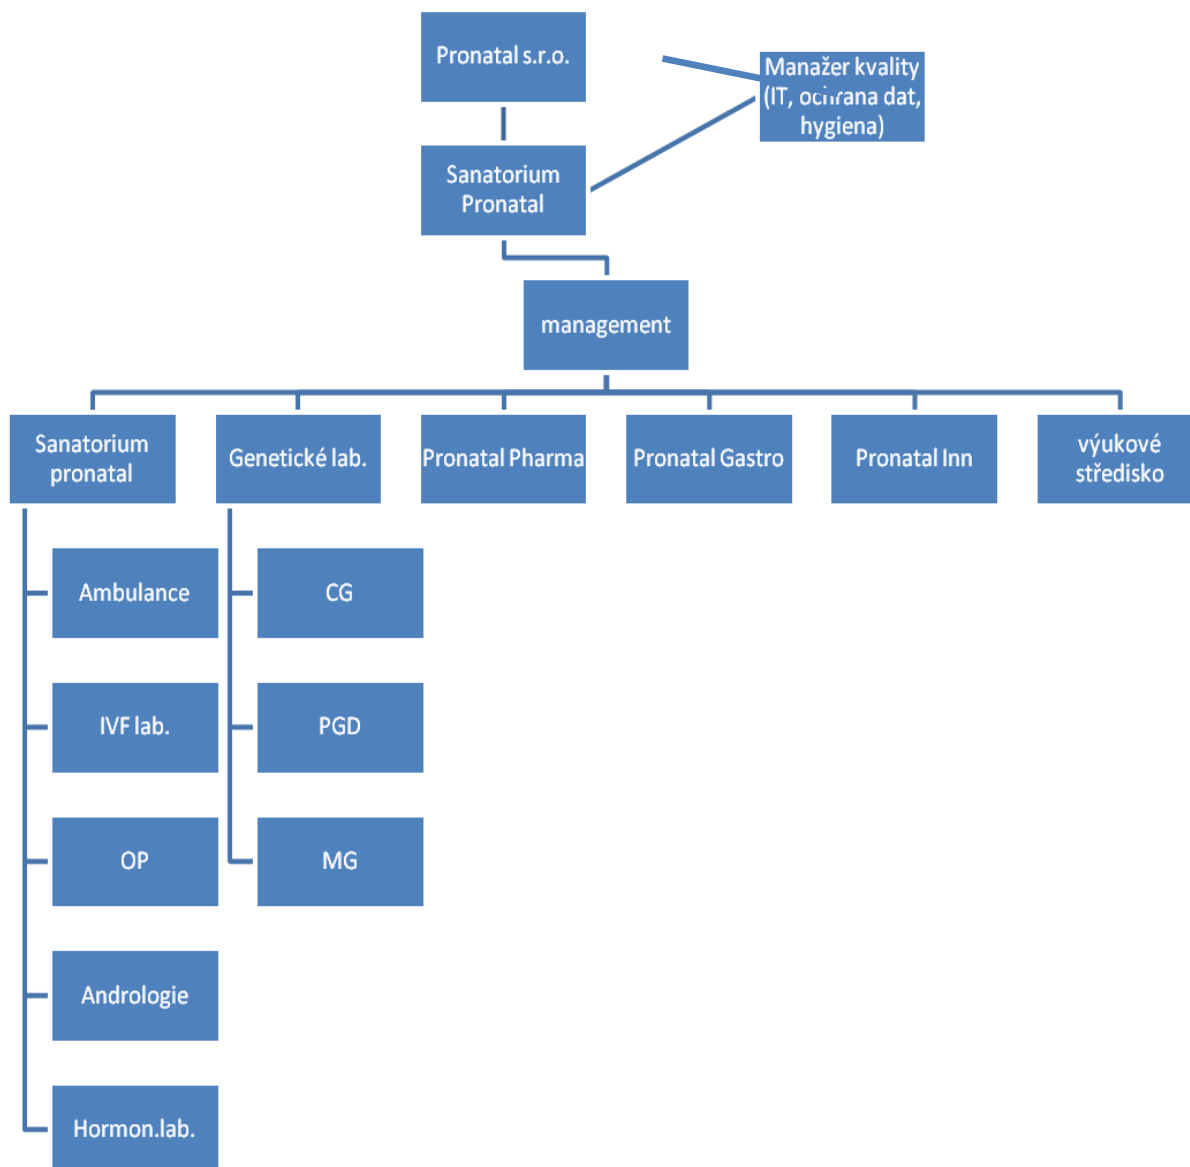 Pronatal s.r.o.
Manažer kvality
(IT, ochrana dat,
hygiena)
Sanatorium
Pronatal
management
Sanatorium
pronatal
Genetické lab.
Pronatal Pharma
Pronatal Gastro
Pronatal Inn
výukové
středisko
Ambulance
CG
IVF lab.
PGD
OP
MG
Andrologie
Hormon.lab.